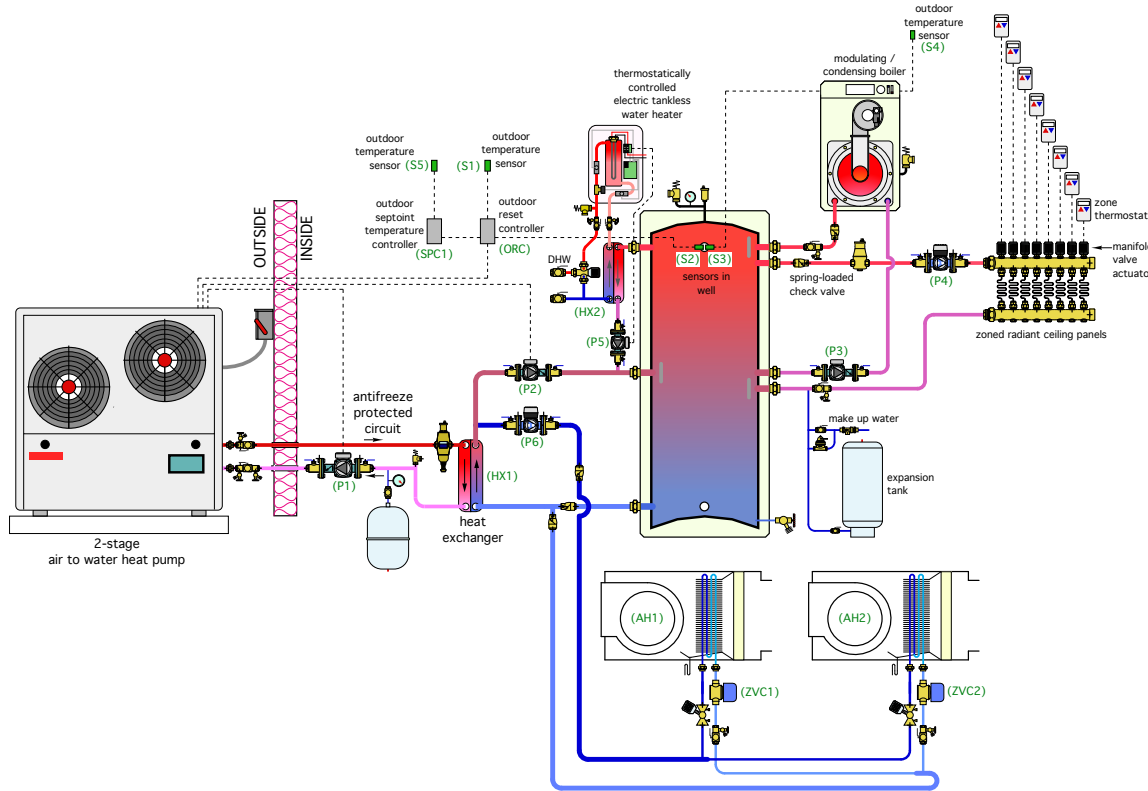 outdoor
temperature
sensor
(S4)
modulating /
condensing boiler
thermostatically
controlled
electric tankless
water heater
outdoor
temperature
sensor
(S5)
outdoor
temperature
sensor
(S1)
outdoor
septoint
temperature
controller
(SPC1)
outdoor
reset
controller
(ORC)
zone
thermostat
manifold
valve
actuator
OUTSIDE
INSIDE
DHW
(HX2)
(S2)
(S3)
sensors in
well
spring-loaded
check valve
(P4)
zoned radiant ceiling panels
(P5)
(P3)
(P2)
(P6)
antifreeze
protected
circuit
make up water
(P1)
(HX1)
expansion
tank
heat
exchanger
2-stage
air to water heat pump
(AH1)
(AH2)
(ZVC1)
(ZVC2)